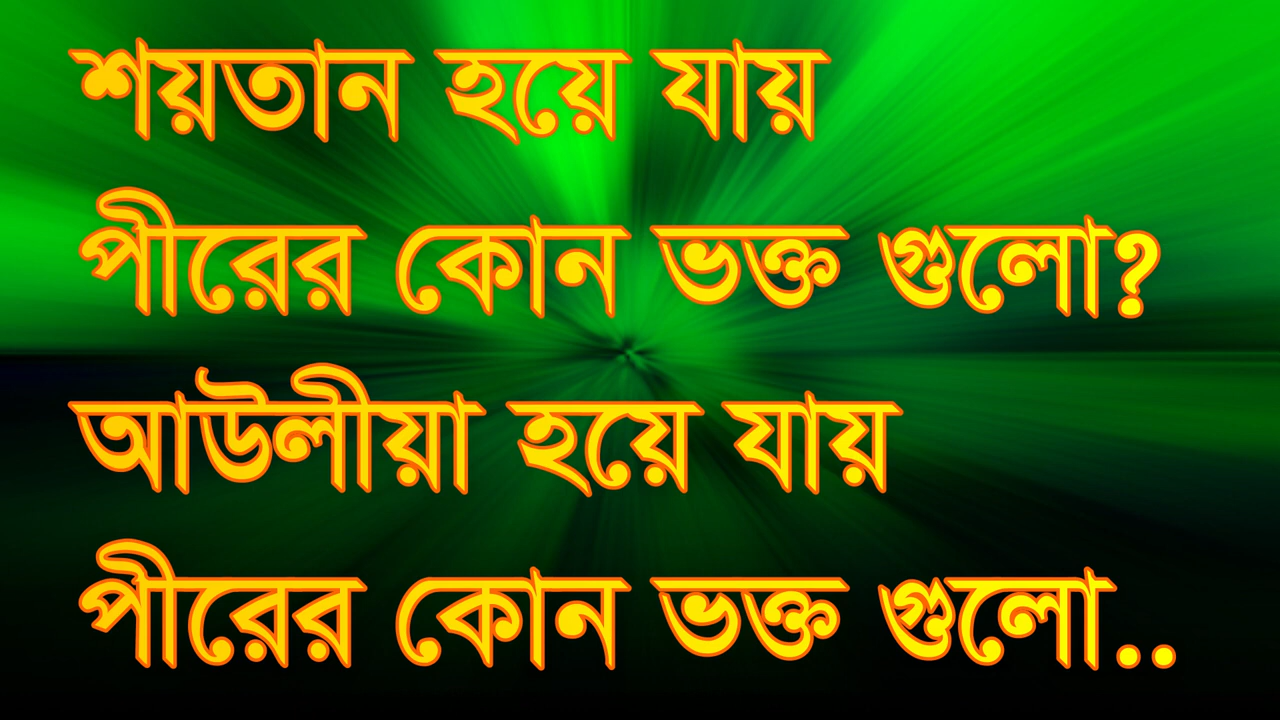 শয়তান হয়ে যায়
পীরের কোন ভক্ত গুলো?
আউলীয়া হয়ে যায়
পীরের কোন ভক্ত গুলো..